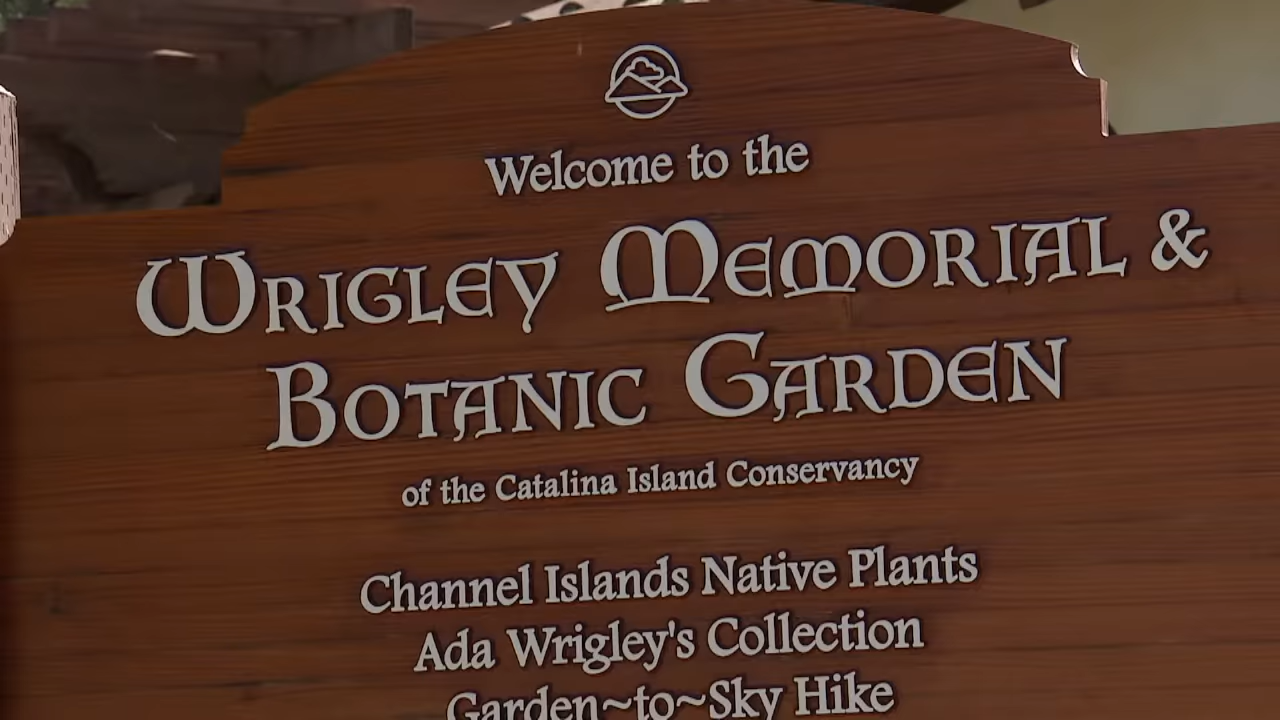 Welcome to the
Wrigley Memorial &
Botanic Garden
of the Catalina Island Conservancy
Channel Islands Native Plants
Ada Wrigley's Collection
Garden~to~Sky Hike